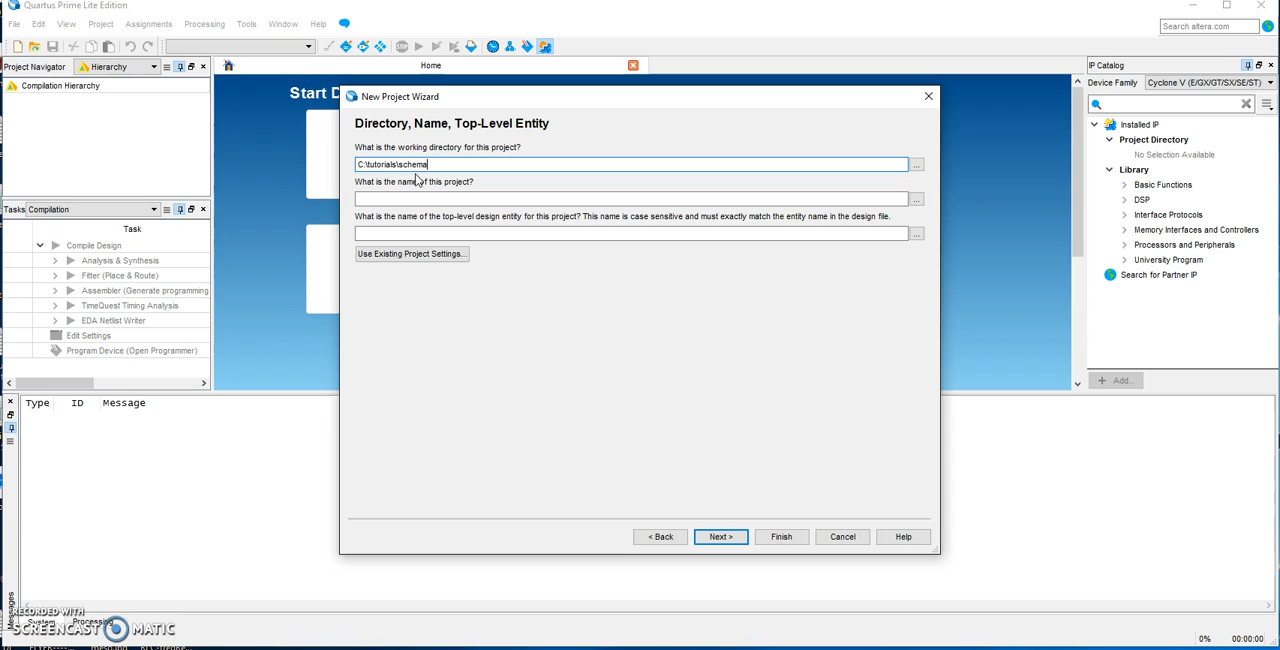 Quartus Prime Lite Edition
File Edit View Project Assignments Processing Tools Window Help
Search altera.com
Project Navigator Hierarchy
Home
IP Catalog
Compilation Hierarchy
Device Family Cyclone V (E/GX/GT/SX/SE/ST)
Start D
New Project Wizard
Directory, Name, Top-Level Entity
What is the working directory for this project?
C:\tutorials\schema
...
What is the name of this project?
...
What is the name of the top-level design entity for this project? This name is case sensitive and must exactly match the entity name in the design file.
...
Use Existing Project Settings...
< Back Next > Finish Cancel Help
Installed IP
Project Directory
No Selection Available
Library
Basic Functions
DSP
Interface Protocols
Memory Interfaces and Controllers
Processors and Peripherals
University Program
Search for Partner IP
+ Add...
Tasks Compilation
Task
Compile Design
Analysis & Synthesis
Fitter (Place & Route)
Assembler (Generate programming
TimeQuest Timing Analysis
EDA Netlist Writer
Edit Settings
Program Device (Open Programmer)
Type ID Message
Messages
System Processing
RECORDED WITH
SCREENCAST MATIC
0% 00:00:00